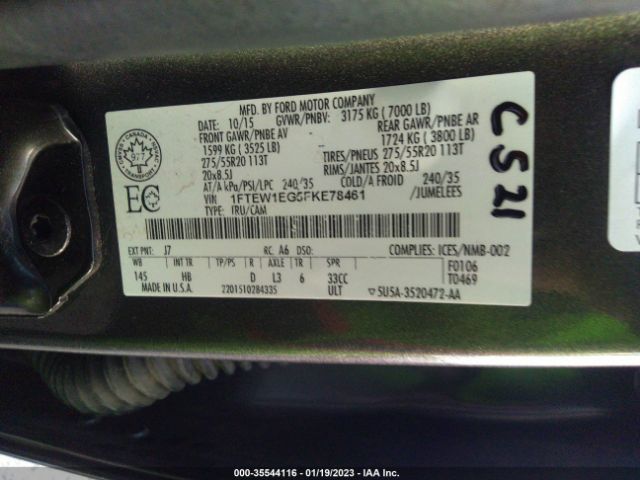 MFD. BY FORD MOTOR COMPANY
DATE: 10/15 GVWR/PNBV: 3175 KG ( 7000 LB)
FRONT GAWR/PNBE AV REAR GAWR/PNBE AR
1599 KG ( 3525 LB) 1724 KG ( 3800 LB)
275/55R20 113T TIRES/PNEUS 275/55R20 113T
20x8.5J RIMS/JANTES 20x8.5J
AT/A kPa/PSI/LPC 240/35 COLD/A FROID 240/35
VIN: 1FTEW1EG5FKE78461 /JUMELEES
TYPE: TRU/CAM
EXT PNT: J7 RC: A6 DSO: COMPLIES: ICES/NMB-002
WB INT TR TP/PS R AXLE TR SPR F0106
145 HB D L3 6 33CC T0469
MADE IN U.S.A. 2201510284335 ULT ▽ 5USA-3520472-AA
977
EC
C521
000-35544116 - 01/19/2023 - IAA Inc.